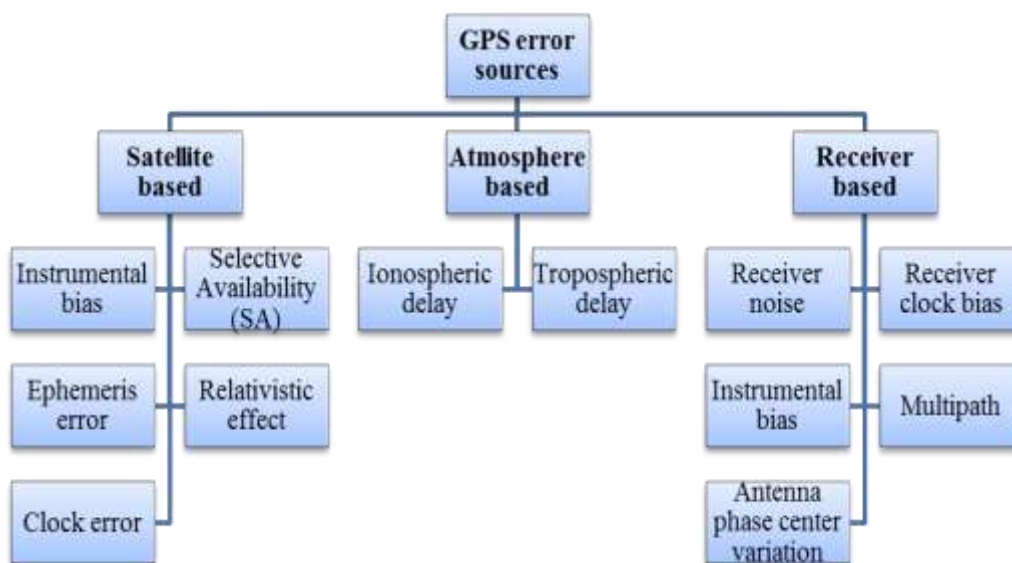 GPS error
sources
Satellite
based
Atmosphere
based
Receiver
based
Instrumental
bias
Selective
Availability
(SA)
Ionospheric
delay
Tropospheric
delay
Receiver
noise
Receiver
clock bias
Ephemeris
error
Relativistic
effect
Instrumental
bias
Multipath
Clock error
Antenna
phase center
variation